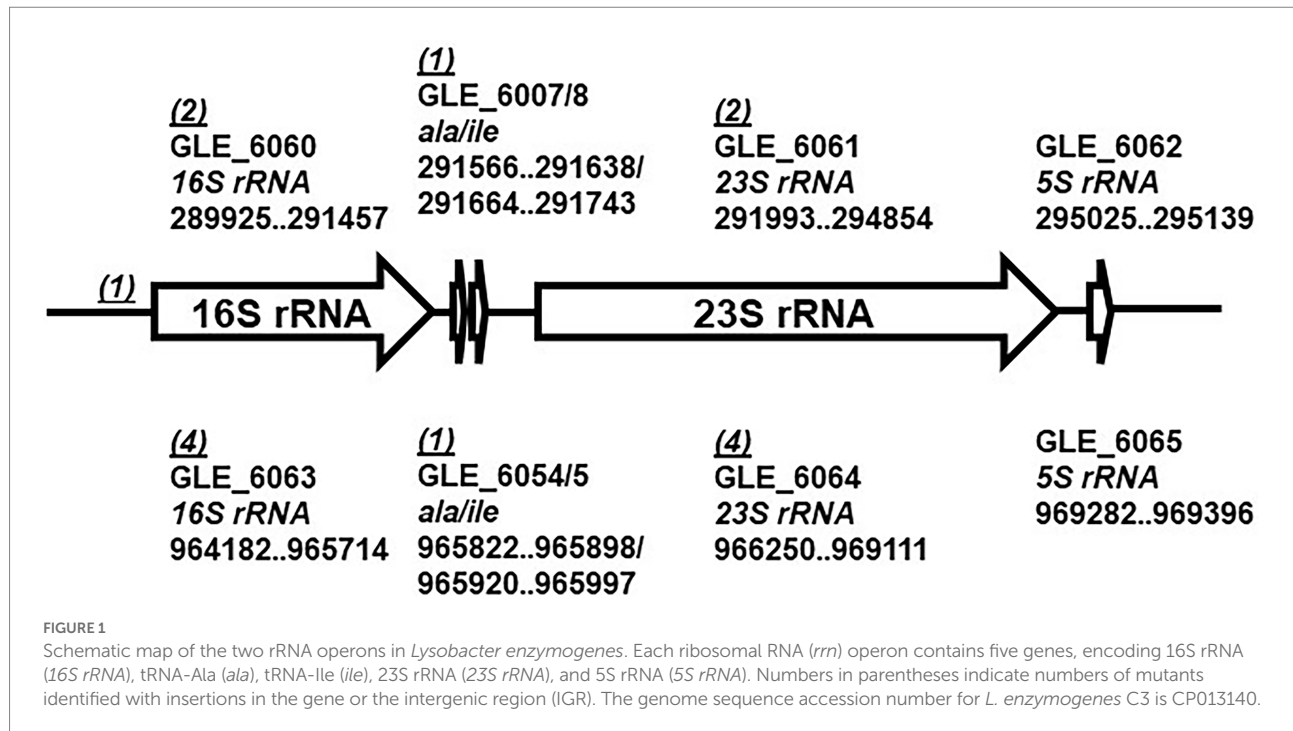 (2)
GLE_6060
16S rRNA
289925..291457
(1)
GLE_6007/8
ala/ile
291566..291638/
291664..291743
(2)
GLE_6061
23S rRNA
291993..294854
GLE_6062
5S rRNA
295025..295139
(1)
16S rRNA
23S rRNA
(4)
GLE_6063
16S rRNA
964182..965714
(1)
GLE_6054/5
ala/ile
965822..965898/
965920..965997
(4)
GLE_6064
23S rRNA
966250..969111
GLE_6065
5S rRNA
969282..969396
FIGURE 1
Schematic map of the two rRNA operons in Lysobacter enzymogenes. Each ribosomal RNA (rrn) operon contains five genes, encoding 16S rRNA
(16S rRNA), tRNA-Ala (ala), tRNA-Ile (ile), 23S rRNA (23S rRNA), and 5S rRNA (5S rRNA). Numbers in parentheses indicate numbers of mutants
identified with insertions in the gene or the intergenic region (IGR). The genome sequence accession number for L. enzymogenes C3 is CP013140.